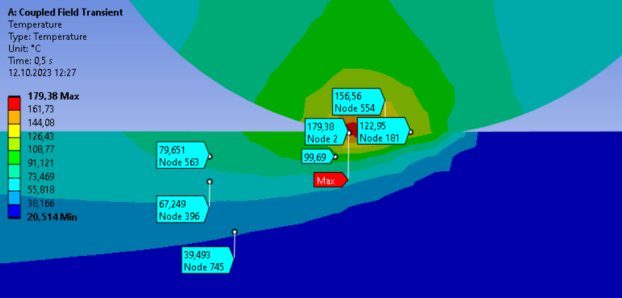 A: Coupled Field Transient
Temperature
Type: Temperature
Unit: °C
Time: 0,5 s
12.10.2023 12:27
179,38 Max
161,73
144,08
126,43
108,77
91,121
73,469
55,818
38,166
20,514 Min
156,56
Node 554
179,38
Node 2
122,95
Node 181
79,651
Node 563
99,69
Max
67,249
Node 396
39,493
Node 745